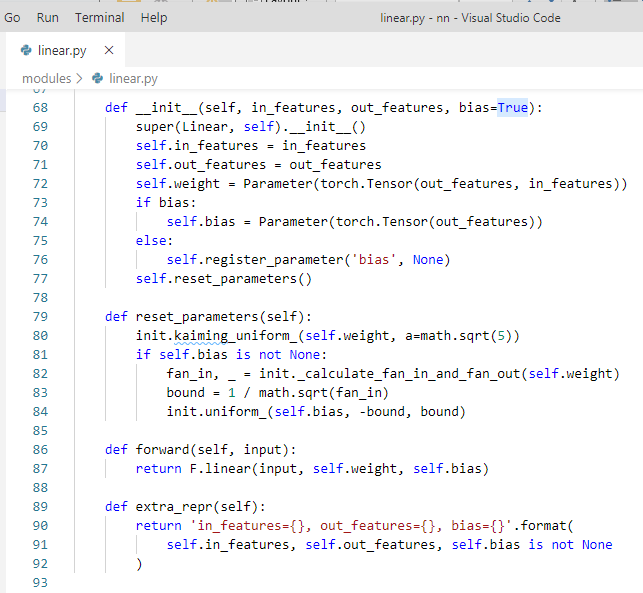 Go Run Terminal Help linear.py - nn - Visual Studio Code
linear.py ×
modules > linear.py
67
68 def __init__(self, in_features, out_features, bias=True):
69 super(Linear, self).__init__()
70 self.in_features = in_features
71 self.out_features = out_features
72 self.weight = Parameter(torch.Tensor(out_features, in_features))
73 if bias:
74 self.bias = Parameter(torch.Tensor(out_features))
75 else:
76 self.register_parameter('bias', None)
77 self.reset_parameters()
78
79 def reset_parameters(self):
80 init.kaiming_uniform_(self.weight, a=math.sqrt(5))
81 if self.bias is not None:
82 fan_in, _ = init._calculate_fan_in_and_fan_out(self.weight)
83 bound = 1 / math.sqrt(fan_in)
84 init.uniform_(self.bias, -bound, bound)
85
86 def forward(self, input):
87 return F.linear(input, self.weight, self.bias)
88
89 def extra_repr(self):
90 return 'in_features={}, out_features={}, bias={}'.format(
91 self.in_features, self.out_features, self.bias is not None
92 )
93